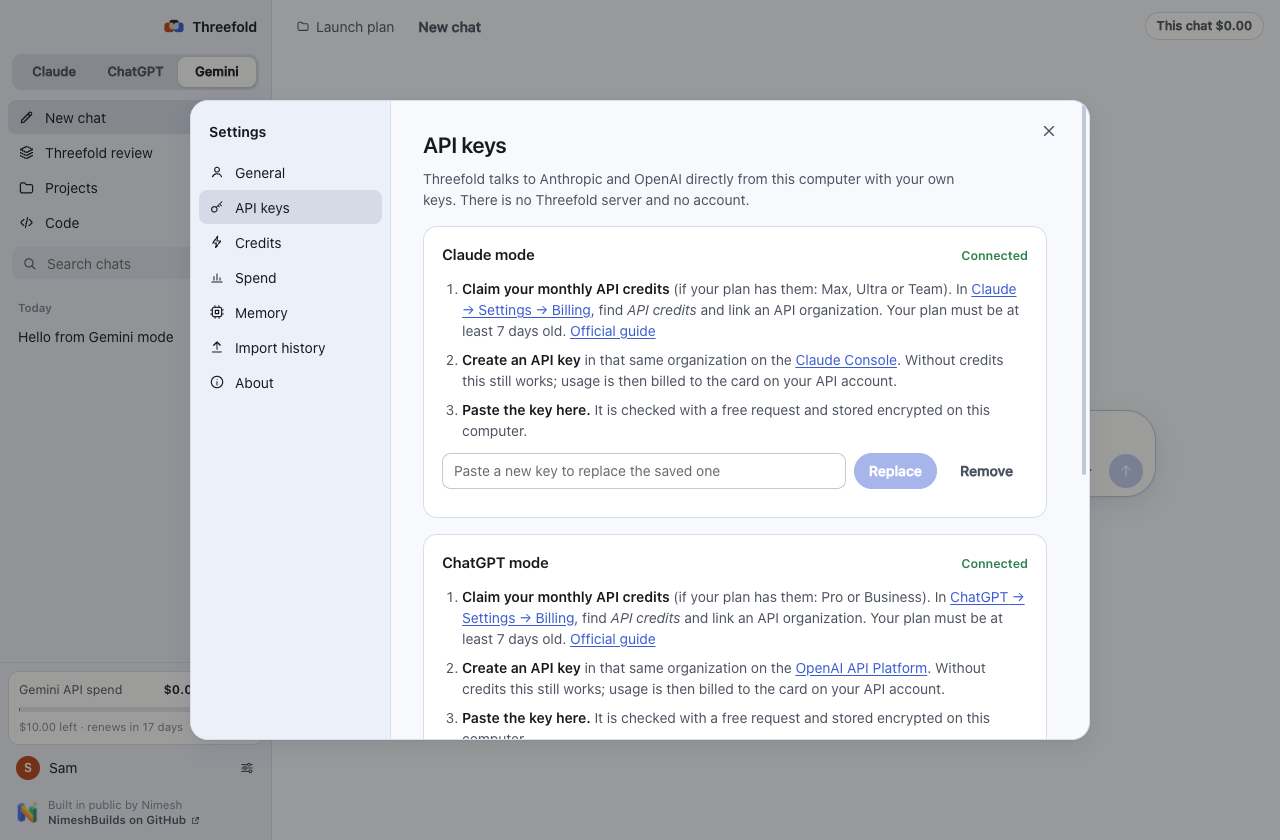 Threefold
Launch plan
New chat
This chat $0.00
Claude
ChatGPT
Gemini
New chat
Threefold review
Projects
Code
Search chats
Today
Hello from Gemini mode
Gemini API spend
$0.0
$10.00 left · renews in 17 days
S
Sam
Built in public by Nimesh
NimeshBuilds on GitHub
Settings
General
API keys
Credits
Spend
Memory
Import history
About
API keys
Threefold talks to Anthropic and OpenAI directly from this computer with your own
keys. There is no Threefold server and no account.
Claude mode
Connected
1. Claim your monthly API credits (if your plan has them: Max, Ultra or Team). In Claude
→ Settings → Billing, find API credits and link an API organization. Your plan must be at
least 7 days old. Official guide
2. Create an API key in that same organization on the Claude Console. Without credits
this still works; usage is then billed to the card on your API account.
3. Paste the key here. It is checked with a free request and stored encrypted on this
computer.
Paste a new key to replace the saved one
Replace
Remove
ChatGPT mode
Connected
1. Claim your monthly API credits (if your plan has them: Pro or Business). In ChatGPT →
Settings → Billing, find API credits and link an API organization. Your plan must be at
least 7 days old. Official guide
2. Create an API key in that same organization on the OpenAI API Platform. Without
credits this still works; usage is then billed to the card on your API account.
3. Paste the key here. It is checked with a free request and stored encrypted on this
computer.